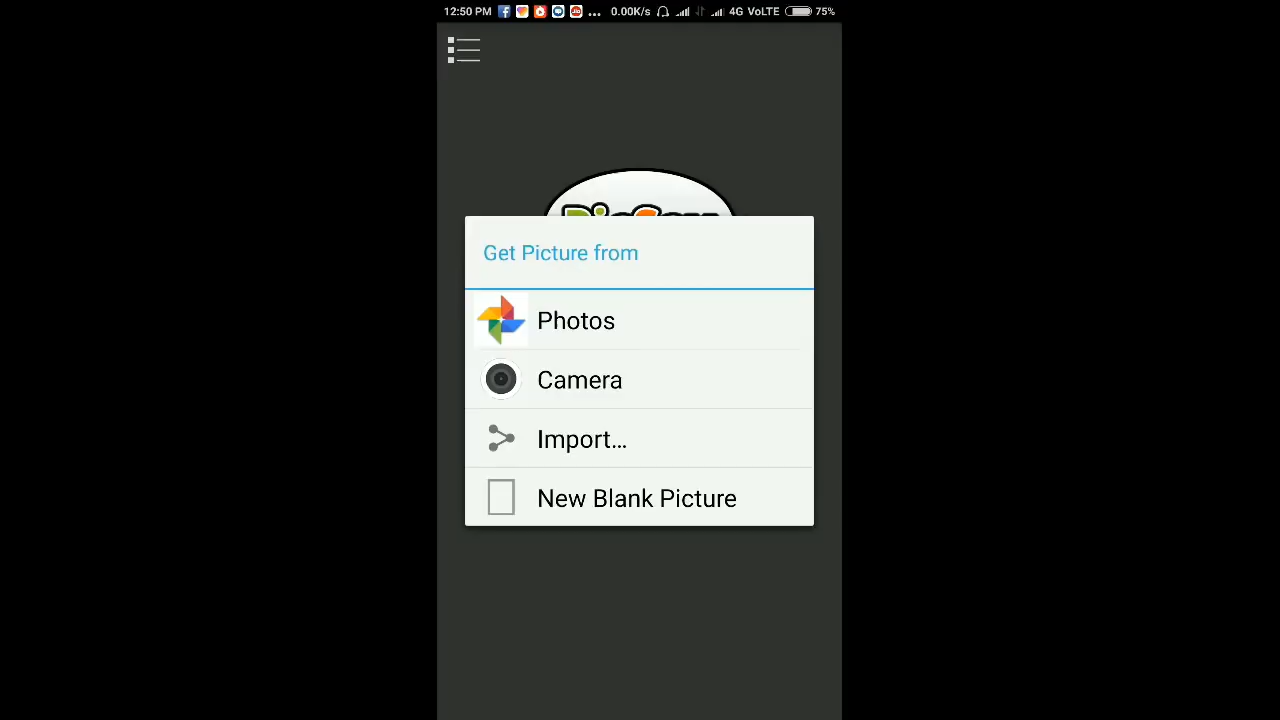 12:50 PM ... 0.00K/s 4G VoLTE 75%
Get Picture from
Photos
Camera
Import...
New Blank Picture